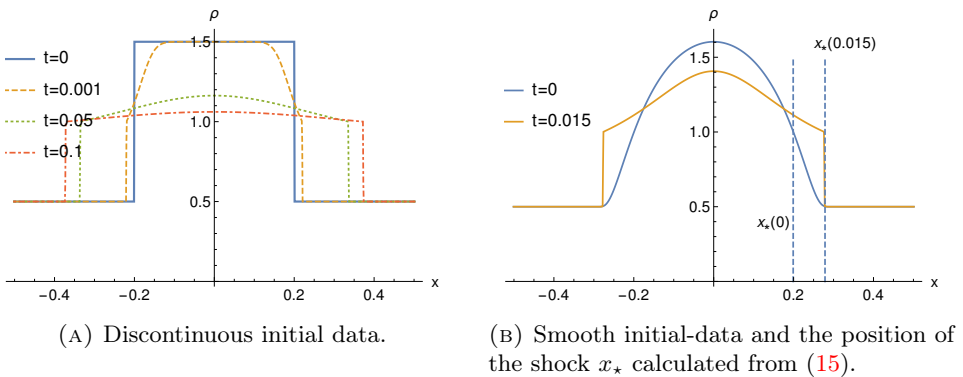 ρ
t=0
t=0.001
t=0.05
t=0.1
1.5
1.0
0.5
−0.4
−0.2
0.2
0.4
x
(A) Discontinuous initial data.
ρ
t=0
t=0.015
1.5
1.0
0.5
x⋆(0.015)
x⋆(0)
−0.4
−0.2
0.2
0.4
x
(B) Smooth initial-data and the position of
the shock x⋆ calculated from (15).